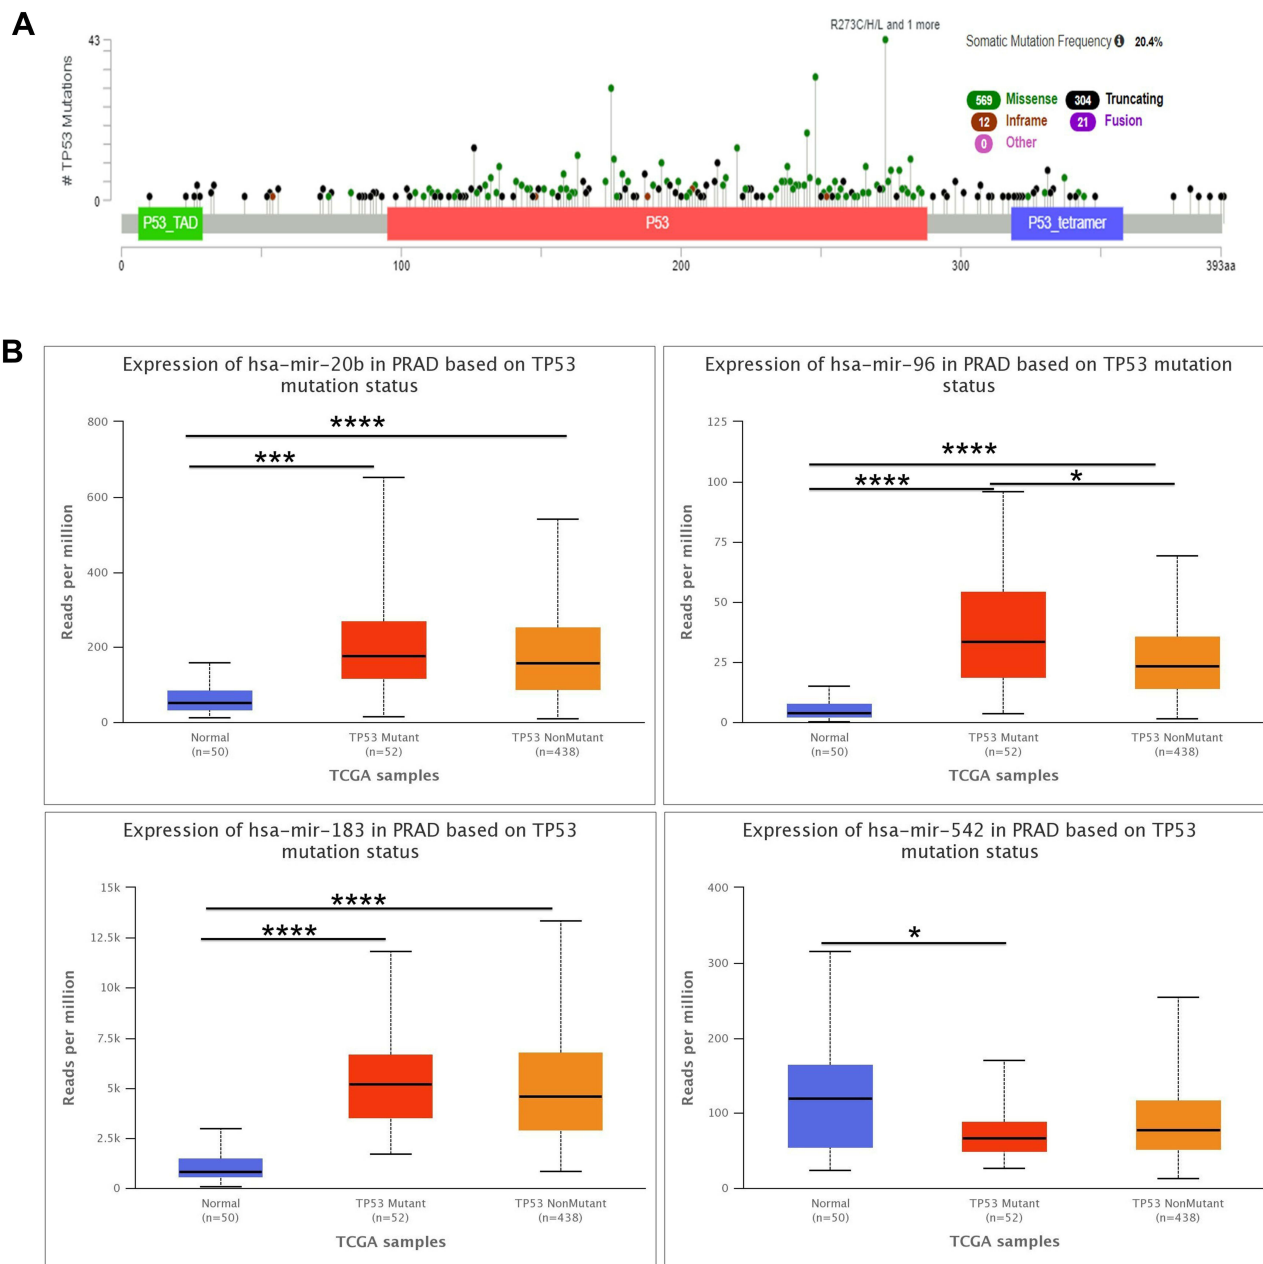 A
R273C/H/L and 1 more
# TP53 Mutations
43
0
Somatic Mutation Frequency 20.4%
569 Missense 304 Truncating
12 Inframe 21 Fusion
0 Other
P53_TAD P53 P53_tetramer
0 100 200 300 393aa
B
Expression of hsa-mir-20b in PRAD based on TP53
mutation status
Reads per million
800
600
400
200
0
****
***
Normal
(n=50)
TP53 Mutant
(n=52)
TP53 NonMutant
(n=438)
TCGA samples
Expression of hsa-mir-96 in PRAD based on TP53 mutation
status
Reads per million
125
100
75
50
25
0
****
****
*
Normal
(n=50)
TP53 Mutant
(n=52)
TP53 NonMutant
(n=438)
TCGA samples
Expression of hsa-mir-183 in PRAD based on TP53
mutation status
Reads per million
15k
12.5k
10k
7.5k
5k
2.5k
0
****
****
Normal
(n=50)
TP53 Mutant
(n=52)
TP53 NonMutant
(n=438)
TCGA samples
Expression of hsa-mir-542 in PRAD based on TP53
mutation status
Reads per million
400
300
200
100
0
*
Normal
(n=50)
TP53 Mutant
(n=52)
TP53 NonMutant
(n=438)
TCGA samples